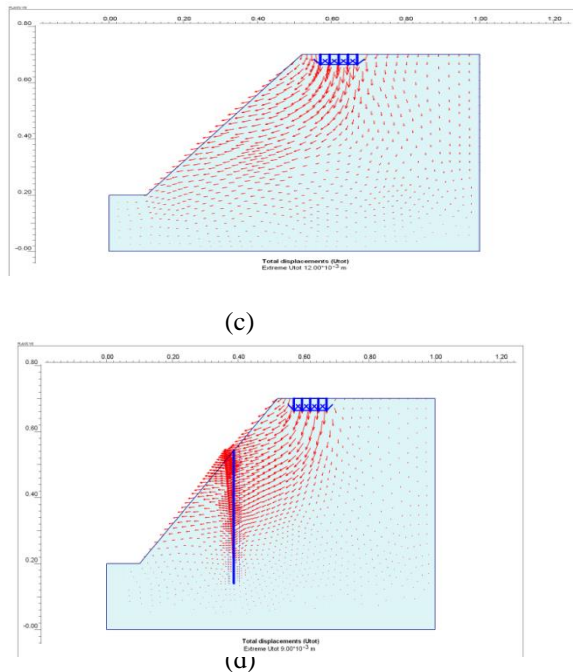 0,00 0,20 0,40 0,60 0,80 1,00 1,20
0.80
0.60
0.40
0.20
-0.00
Total displacements (Utot)
Extreme Utot 12.00*10⁻³ m
(c)
0,00 0,20 0,40 0,60 0,80 1,00 1,20
0.80
0.40
0.20
-0.00
Total displacements (Utot)
Extreme Utot 9.00*10⁻³ m
(d)